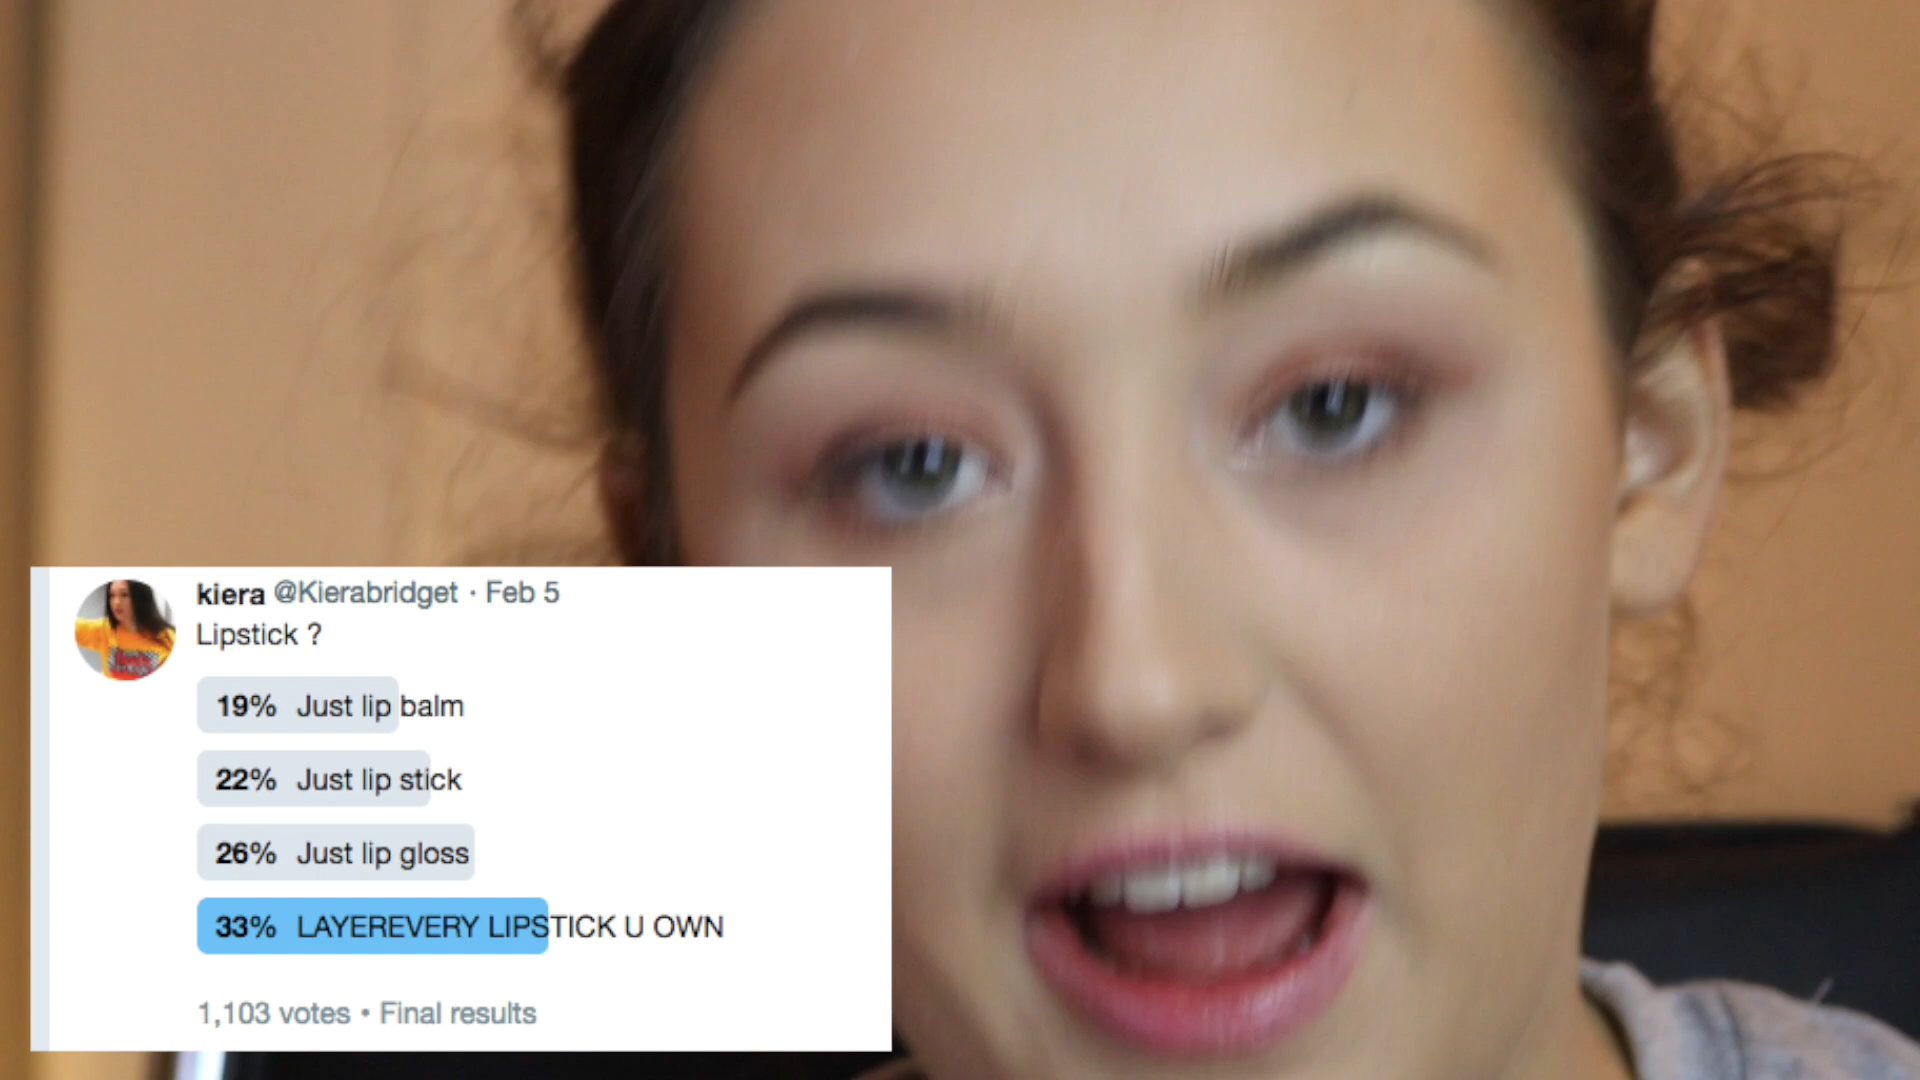 kiera @Kierabridget · Feb 5
Lipstick ?
19% Just lip balm
22% Just lip stick
26% Just lip gloss
33% LAYEREVERY LIPSTICK U OWN
1,103 votes • Final results